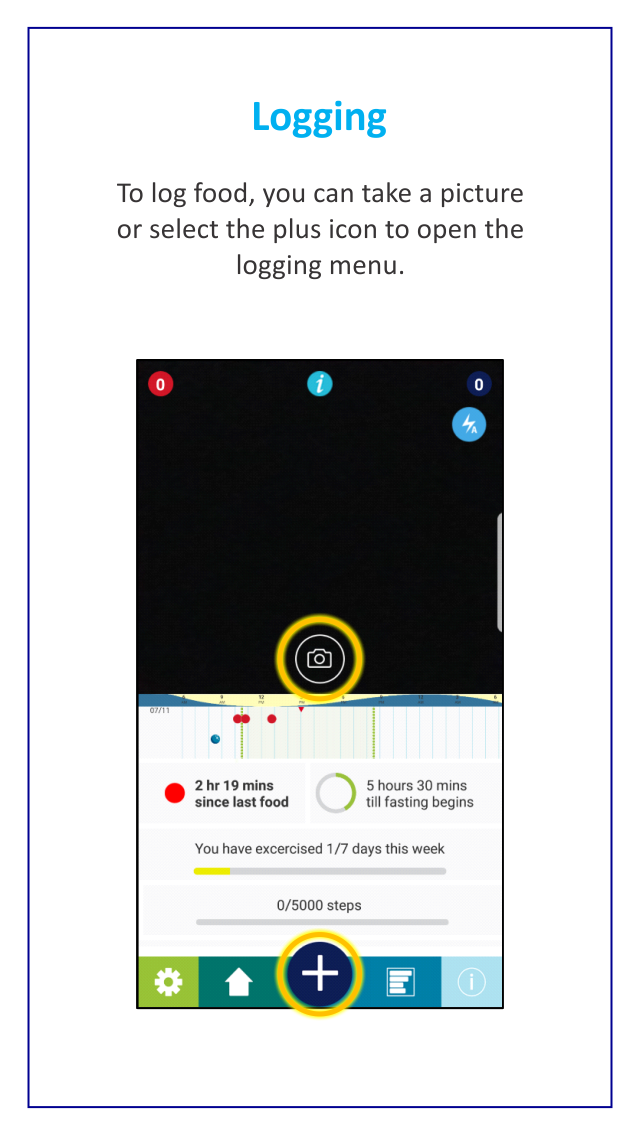 Logging
To log food, you can take a picture
or select the plus icon to open the
logging menu.
0
i
0
A
12
07/11
2 hr 19 mins
since last food
5 hours 30 mins
till fasting begins
You have excercised 1/7 days this week
0/5000 steps
i